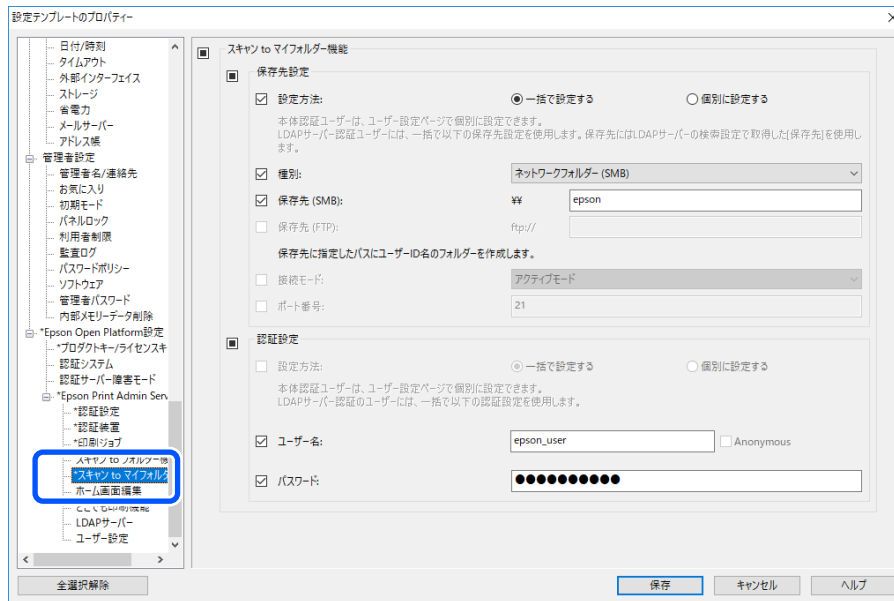 設定テンプレートのプロパティー
日付/時刻
タイムアウト
外部インターフェイス
ストレージ
省電力
メールサーバー
アドレス帳
管理者設定
管理者名/連絡先
お気に入り
初期モード
パネルロック
利用者制限
監査ログ
パスワードポリシー
ソフトウェア
管理者パスワード
内部メモリーデータ削除
*Epson Open Platform設定
*プロダクトキー/ライセンスキ
認証システム
認証サーバー障害モード
*Epson Print Admin Serv
*認証設定
*認証装置
*印刷ジョブ
スキャン to フォルダー機
*スキャン to マイフォルダ
ホーム画面編集
どこでも印刷機能
LDAPサーバー
ユーザー設定
全選択解除
スキャン to マイフォルダー機能
保存先設定
設定方法: 一括で設定する 個別に設定する
本体認証ユーザーは、ユーザー設定ページで個別に設定できます。
LDAPサーバー認証ユーザーには、一括で以下の保存先設定を使用します。保存先にはLDAPサーバーの検索設定で取得した[保存先]を使用し
ます。
種別: ネットワークフォルダー (SMB)
保存先 (SMB): ¥¥ epson
保存先 (FTP): ftp://
保存先に指定したパスにユーザーID名のフォルダーを作成します。
接続モード: アクティブモード
ポート番号: 21
認証設定
設定方法: 一括で設定する 個別に設定する
本体認証ユーザーは、ユーザー設定ページで個別に設定できます。
LDAPサーバー認証のユーザーには、一括で以下の認証設定を使用します。
ユーザー名: epson_user Anonymous
パスワード: ●●●●●●●●●●
保存 キャンセル ヘルプ